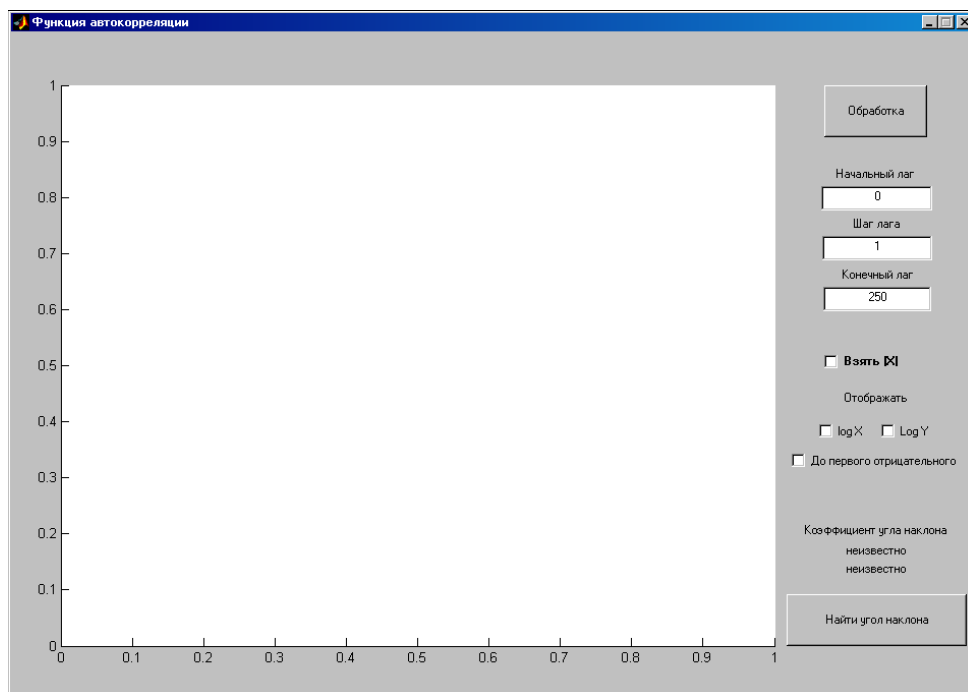 Функция автокорреляции
1
0.9
0.8
0.7
0.6
0.5
0.4
0.3
0.2
0.1
0
0 0.1 0.2 0.3 0.4 0.5 0.6 0.7 0.8 0.9 1
Обработка
Начальный лаг
0
Шаг лага
1
Конечный лаг
250
Взять |X|
Отображать
log X Log Y
До первого отрицательного
Коэффициент угла наклона
неизвестно
неизвестно
Найти угол наклона